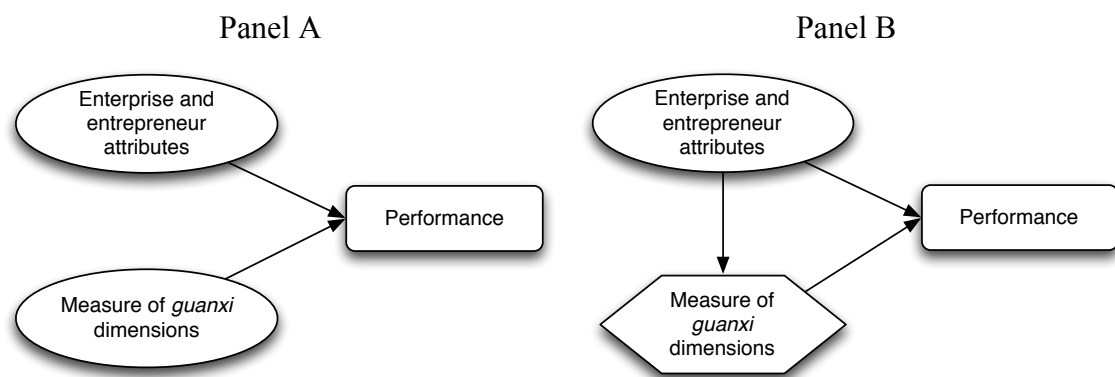 Panel A
Enterprise and
entrepreneur
attributes
Performance
Measure of guanxi
dimensions
Panel B
Enterprise and
entrepreneur
attributes
Performance
Measure of
guanxi
dimensions